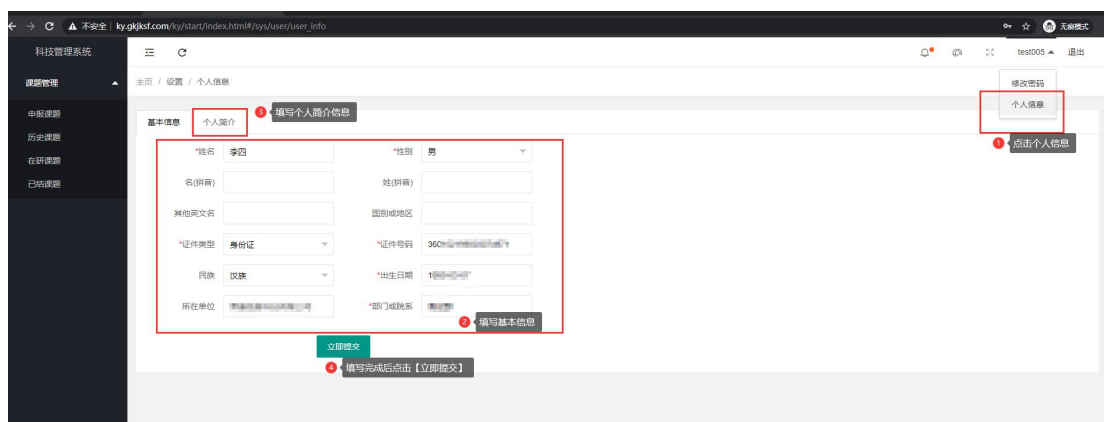 不安全 ky.gkjksf.com/ky/start/index.html#/sys/user/user_info 无痕模式
科技管理系统 test005 退出
课题管理 主页 / 设置 / 个人信息 修改密码
申报课题 个人信息
历史课题 基本信息 个人简介 3 填写个人简介信息 1 点击个人信息
在研课题 *姓名 李四 *性别 男
已结课题 名(拼音) 姓(拼音)
其他英文名 国别或地区
*证件类型 身份证 *证件号码 360
民族 汉族 *出生日期 1
所在单位 *部门或院系
2 填写基本信息
立即提交
4 填写完成后点击【立即提交】